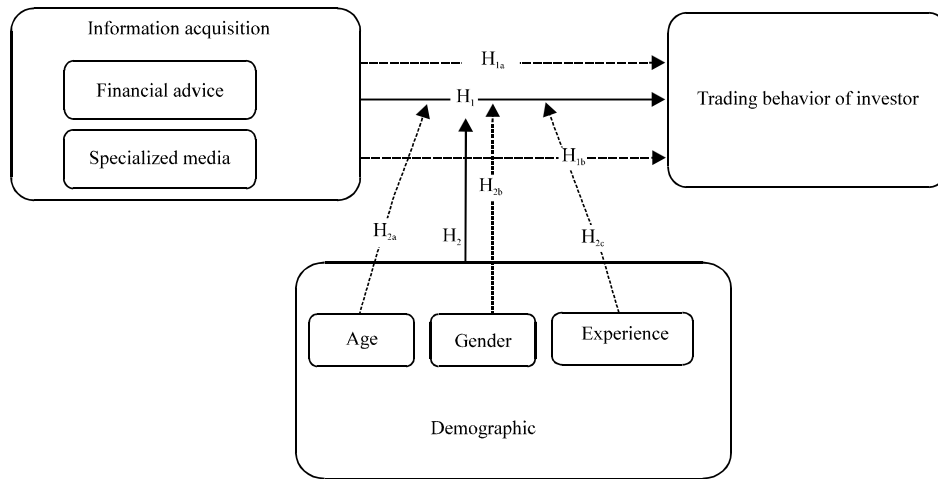 Information acquisition
Financial advice
Specialized media
H1a
H1
H1b
Trading behavior of investor
H2a
H2
H2b
H2c
Age
Gender
Experience
Demographic